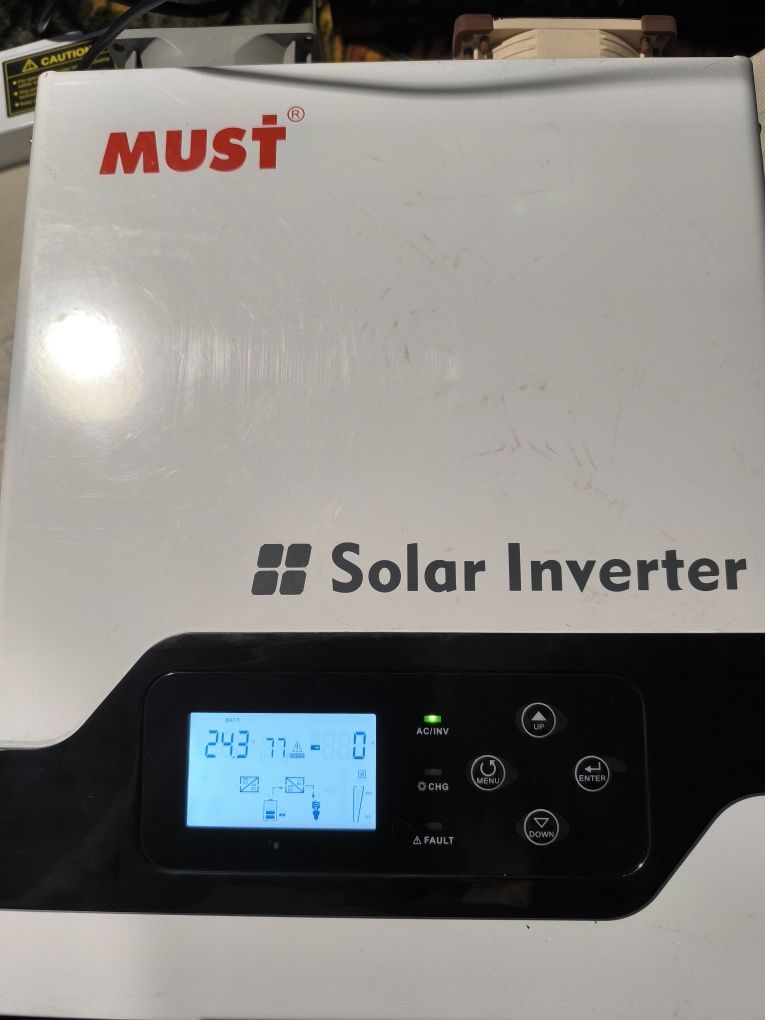 CAUTION
MUST®
Solar Inverter
BATT
24.3 V 77 0
AC/INV
CHG
FAULT
UP
MENU
ENTER
DOWN